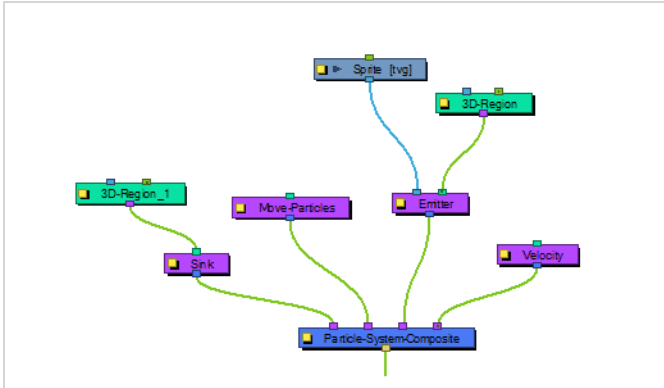 Sprite [tvg]
3D-Region
3D-Region_1
Move-Particles
Emitter
Sink
Velocity
Particle-System-Composite